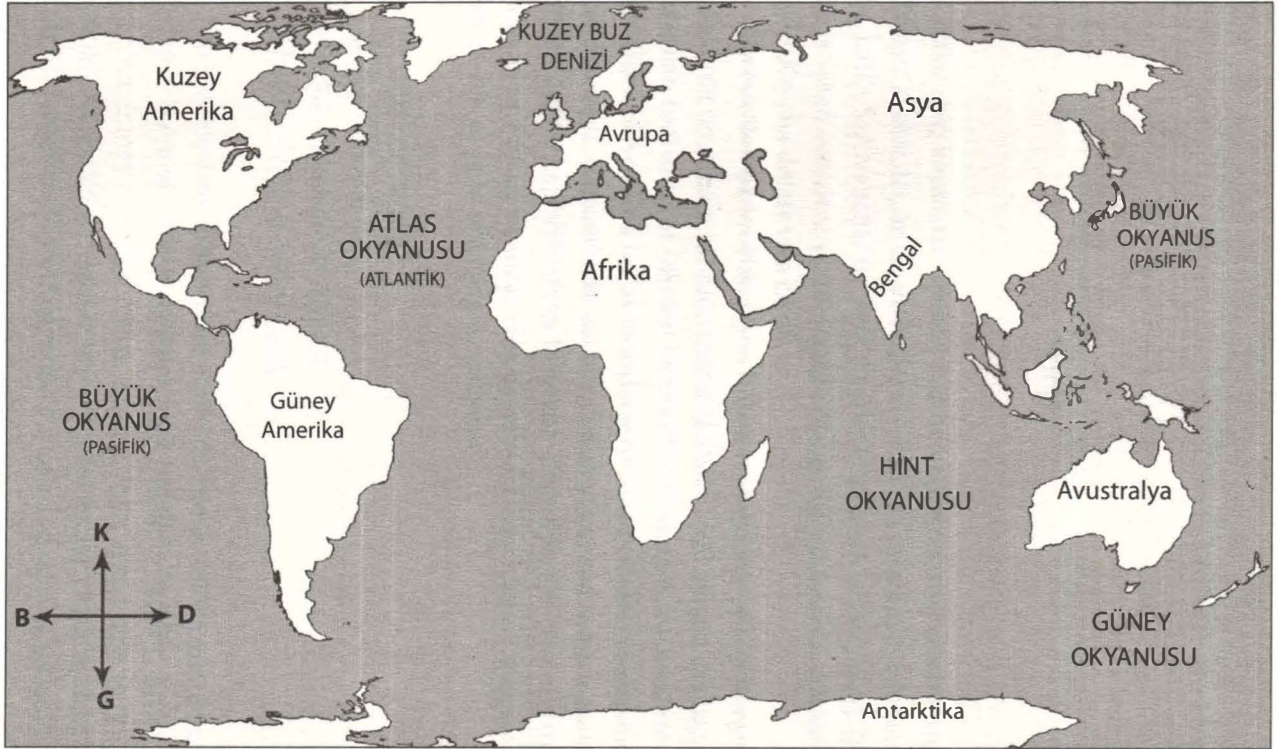 KUZEY BUZ
DENİZİ
Kuzey
Amerika
Asya
Avrupa
ATLAS
OKYANUSU
(ATLANTİK)
BÜYÜK
OKYANUS
(PASİFİK)
Afrika
Bengal
BÜYÜK
OKYANUS
(PASİFİK)
Güney
Amerika
HİNT
OKYANUSU
Avustralya
K
B
D
G
GÜNEY
OKYANUSU
Antarktika